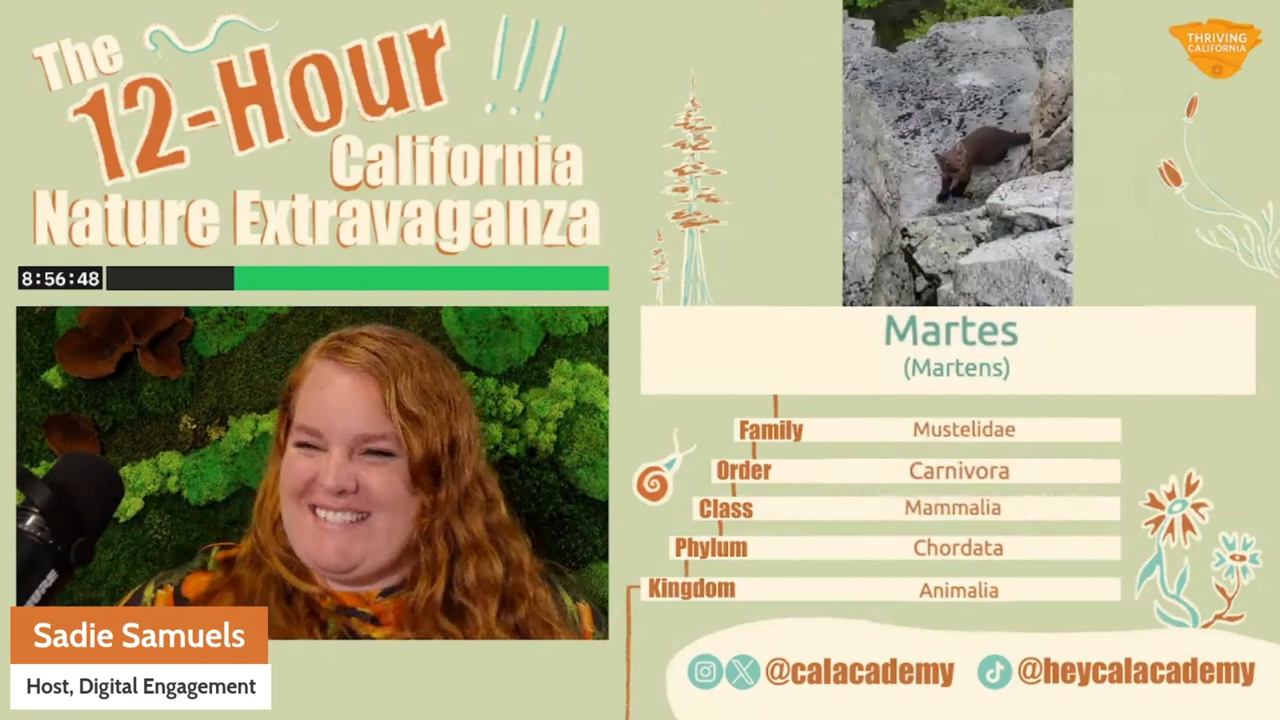 The
12-Hour !!!
California
Nature Extravaganza
8:56:48
THRIVING
CALIFORNIA
Martes
(Martens)
Family Mustelidae
Order Carnivora
Class Mammalia
Phylum Chordata
Kingdom Animalia
SHURE
Sadie Samuels
Host, Digital Engagement
@calacademy @heycalacademy